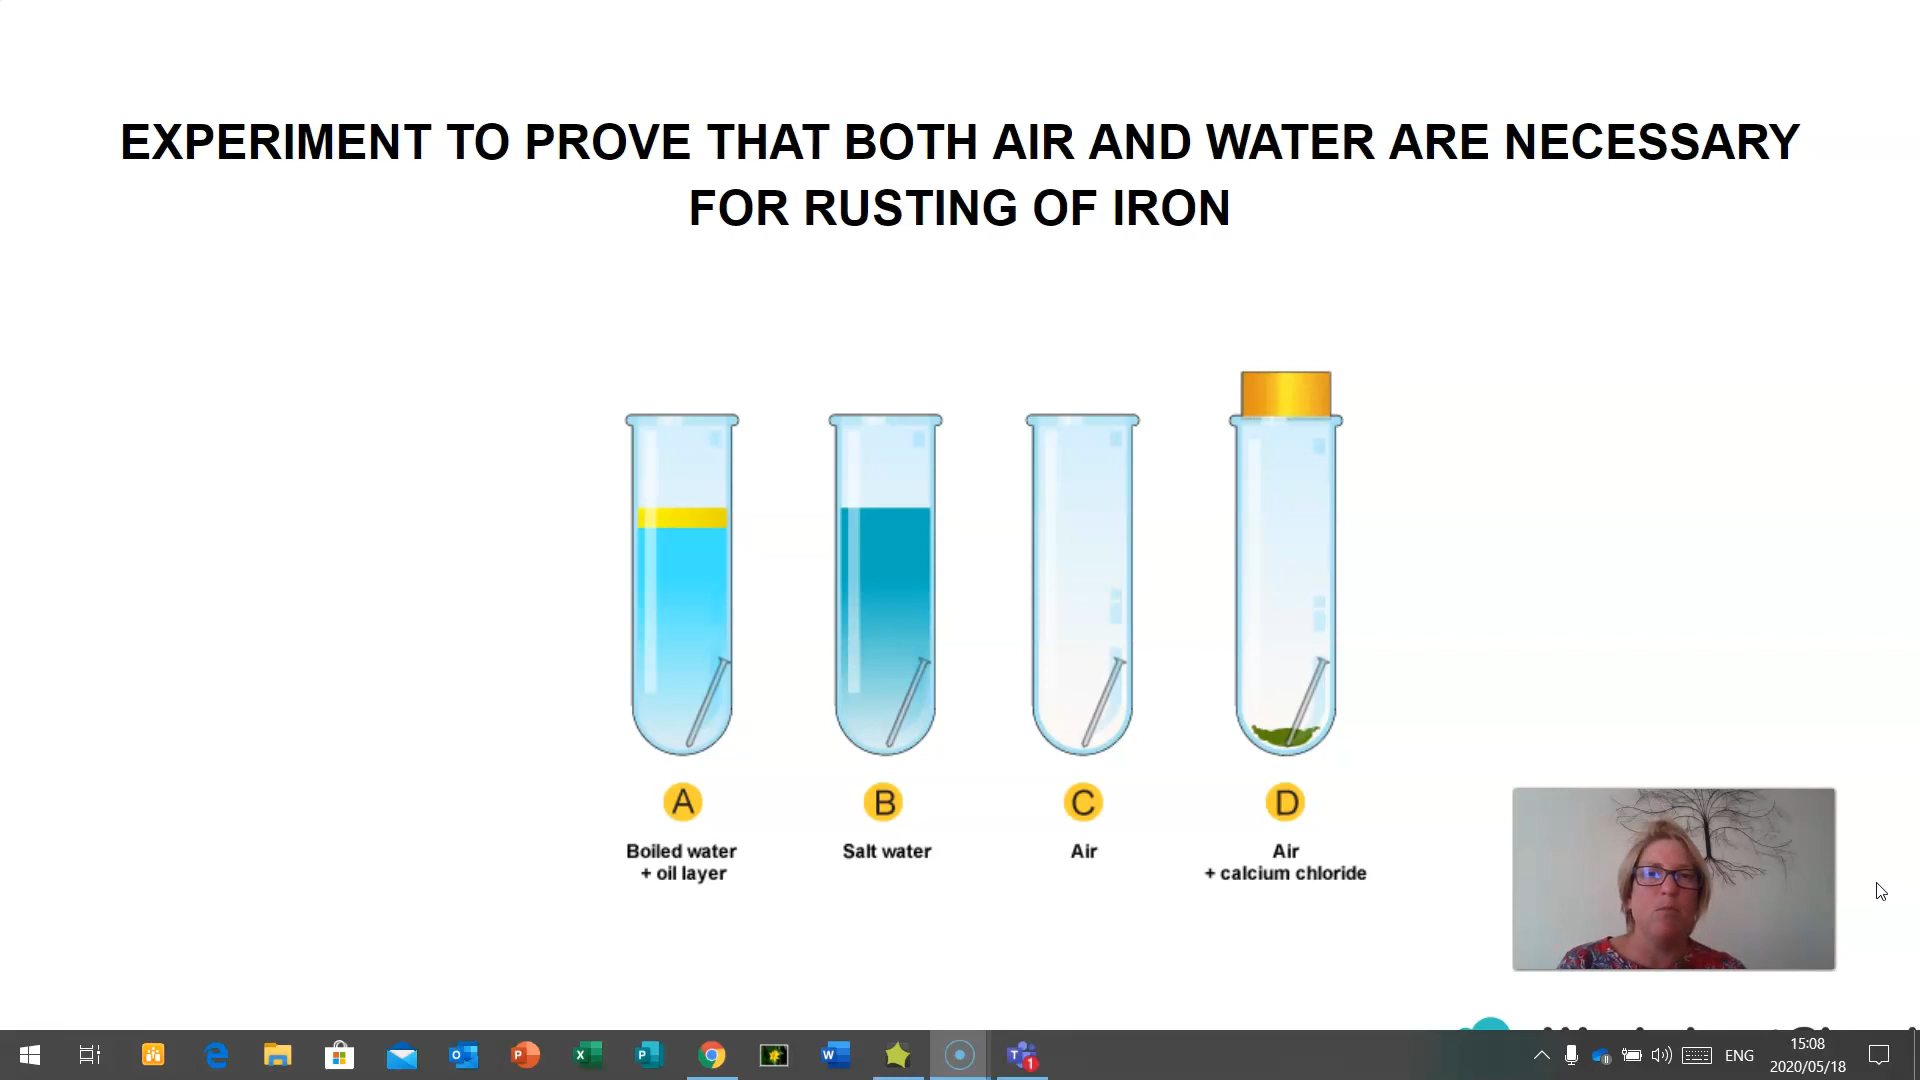 EXPERIMENT TO PROVE THAT BOTH AIR AND WATER ARE NECESSARY
FOR RUSTING OF IRON
A
B
C
D
Boiled water
+ oil layer
Salt water
Air
Air
+ calcium chloride
ENG
15:08
2020/05/18